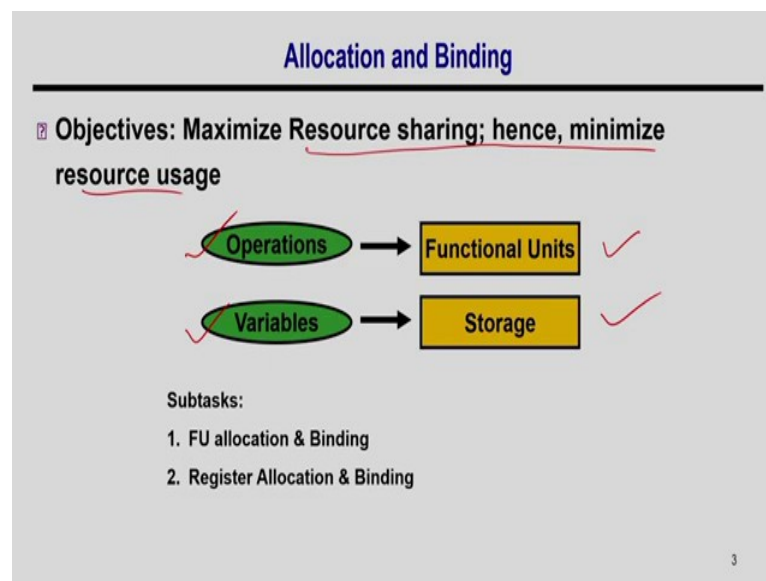 Allocation and Binding
Objectives: Maximize Resource sharing; hence, minimize
resource usage
Operations
Functional Units
Variables
Storage
Subtasks:
1. FU allocation & Binding
2. Register Allocation & Binding
3